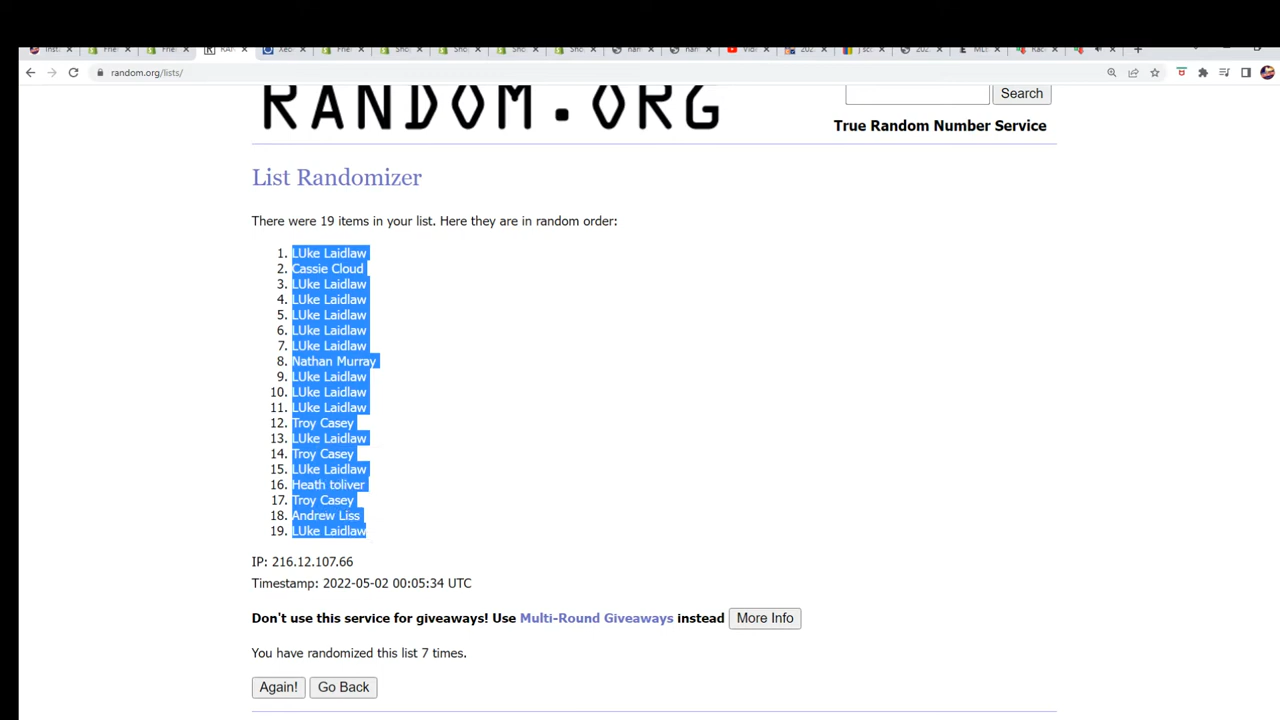 random.org/lists/
RANDOM.ORG
Search
True Random Number Service
List Randomizer
There were 19 items in your list. Here they are in random order:
1. LUke Laidlaw
2. Cassie Cloud
3. LUke Laidlaw
4. LUke Laidlaw
5. LUke Laidlaw
6. LUke Laidlaw
7. LUke Laidlaw
8. Nathan Murray
9. LUke Laidlaw
10. LUke Laidlaw
11. LUke Laidlaw
12. Troy Casey
13. LUke Laidlaw
14. Troy Casey
15. LUke Laidlaw
16. Heath toliver
17. Troy Casey
18. Andrew Liss
19. LUke Laidlaw
IP: 216.12.107.66
Timestamp: 2022-05-02 00:05:34 UTC
Don't use this service for giveaways! Use Multi-Round Giveaways instead More Info
You have randomized this list 7 times.
Again! Go Back